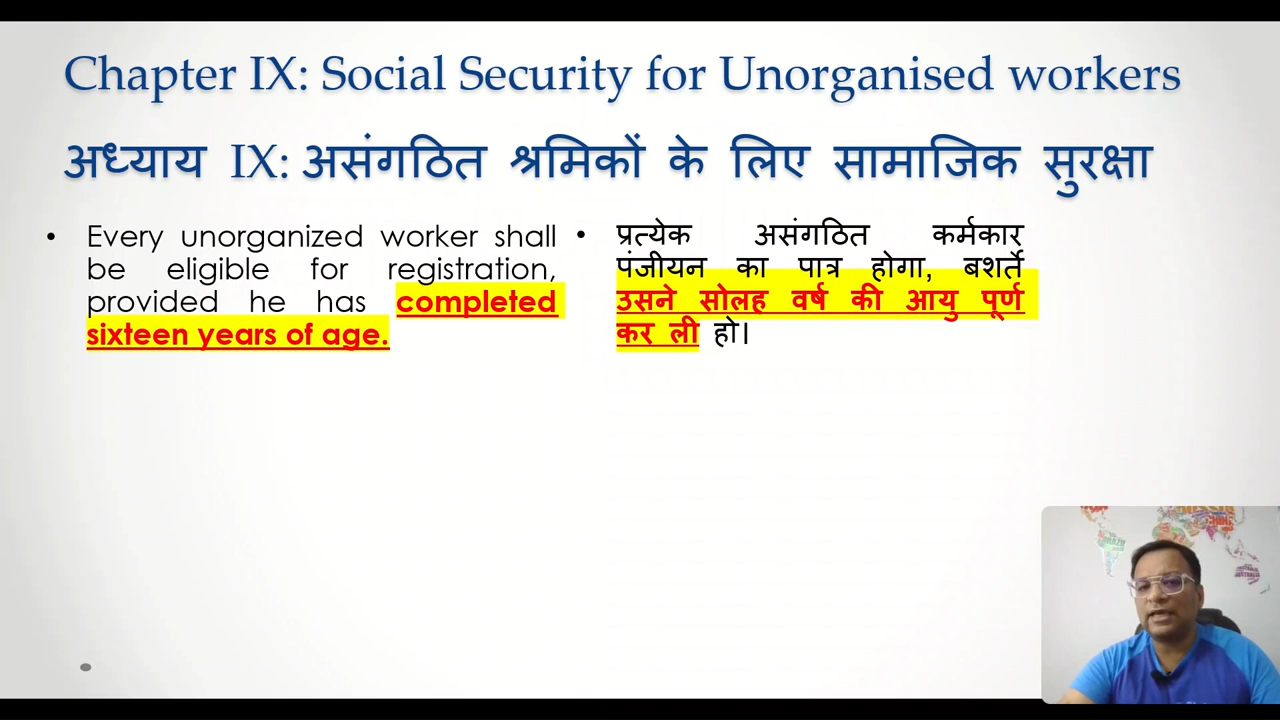 Chapter IX: Social Security for Unorganised workers
अध्याय IX: असंगठित श्रमिकों के लिए सामाजिक सुरक्षा
• Every unorganized worker shall
be eligible for registration,
provided he has completed
sixteen years of age.
• प्रत्येक असंगठित कर्मकार
पंजीयन का पात्र होगा, बशर्ते
उसने सोलह वर्ष की आयु पूर्ण
कर ली हो।